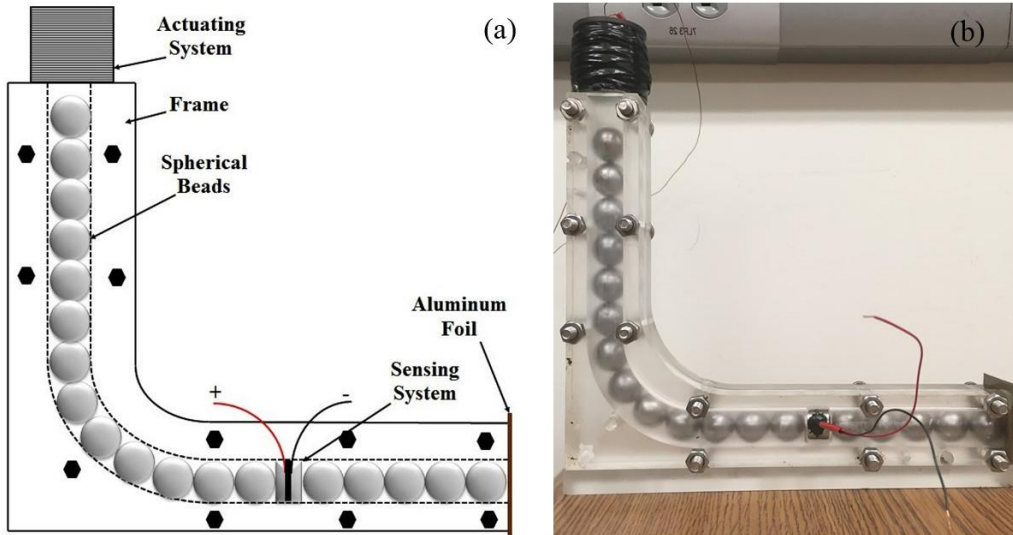 (a)
Actuating
System
Frame
Spherical
Beads
Aluminum
Foil
Sensing
System
+
-
(b)